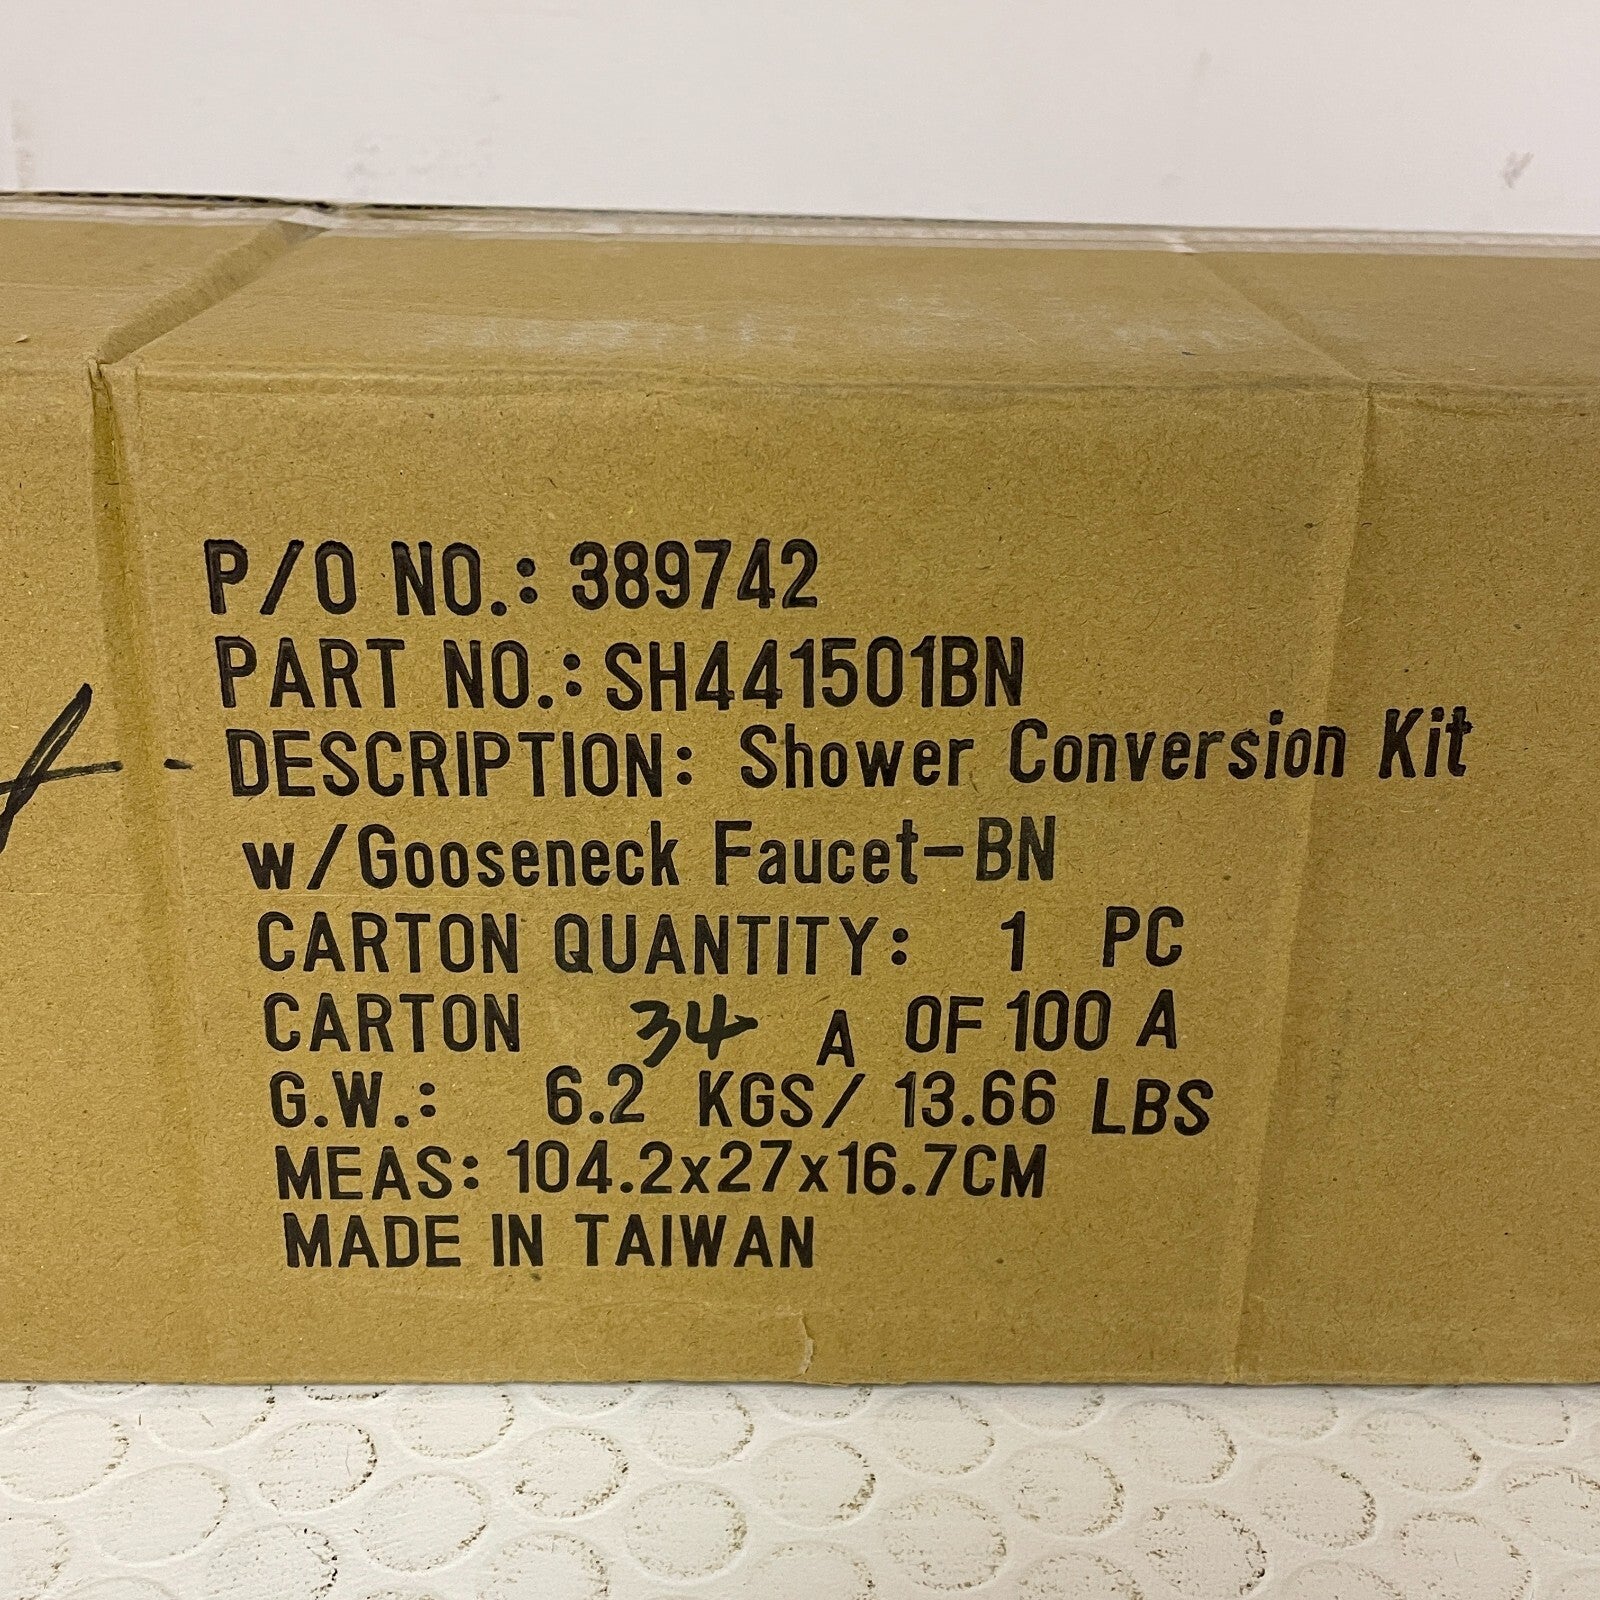 P/O NO.: 389742
PART NO.: SH441501BN
DESCRIPTION: Shower Conversion Kit
w/Gooseneck Faucet-BN
CARTON QUANTITY: 1 PC
CARTON 34 A OF 100 A
G.W.: 6.2 KGS/ 13.66 LBS
MEAS: 104.2x27x16.7CM
MADE IN TAIWAN